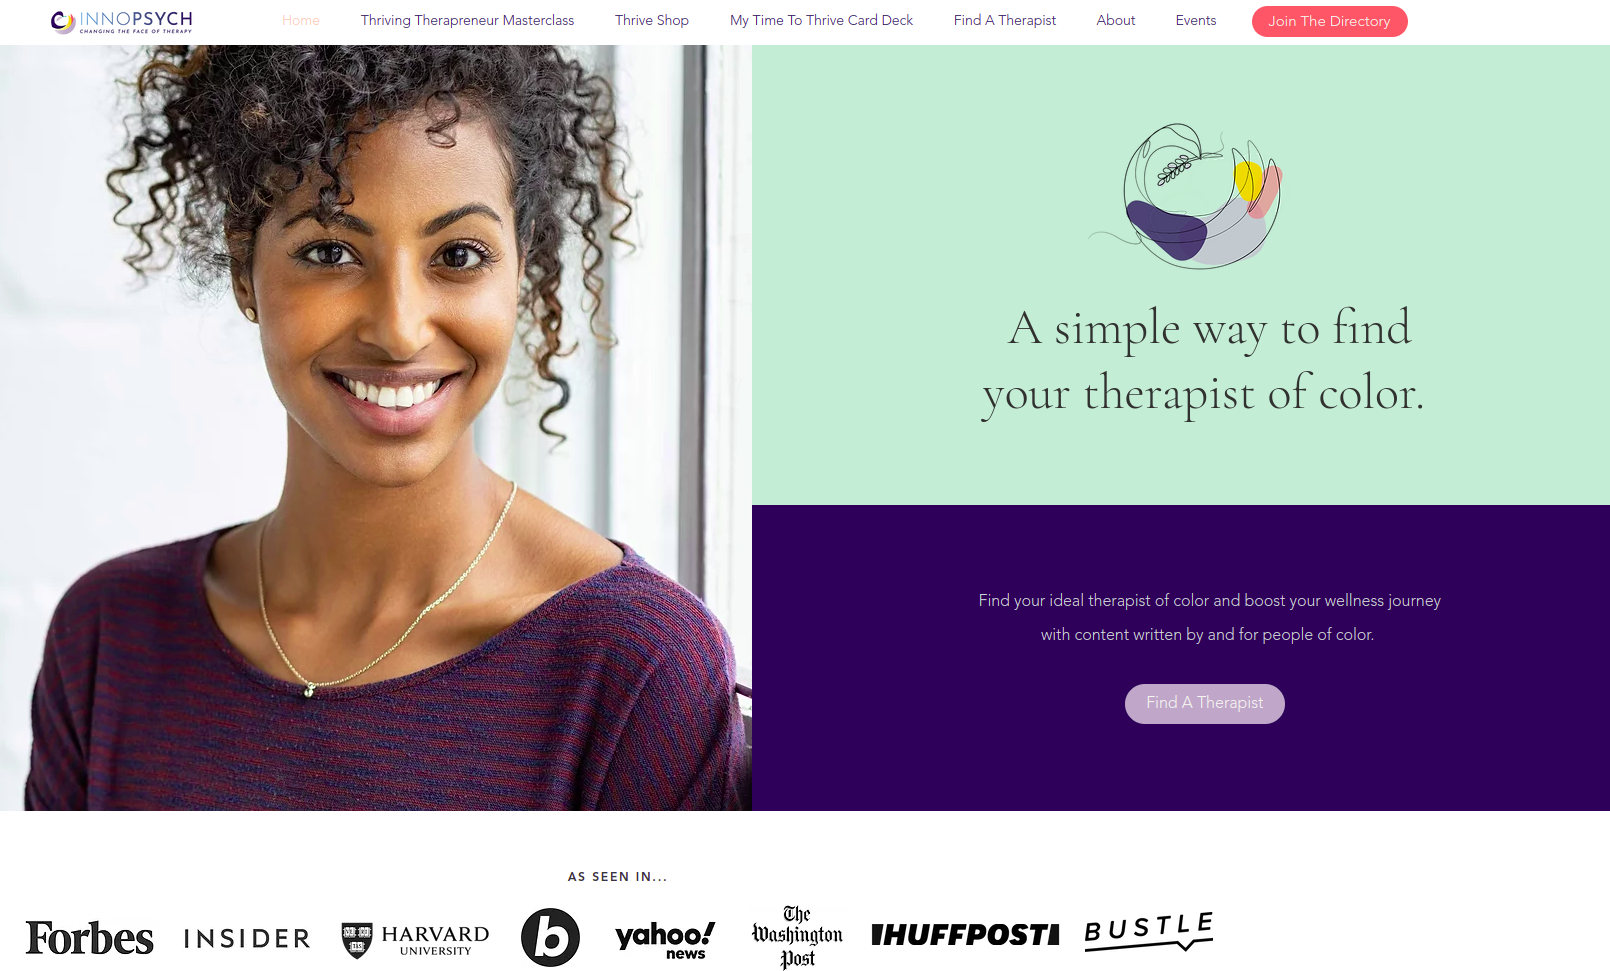 INNOPSYCH
CHANGING THE FACE OF THERAPY
Home
Thriving Therapreneur Masterclass
Thrive Shop
My Time To Thrive Card Deck
Find A Therapist
About
Events
Join The Directory
A simple way to find
your therapist of color.
Find your ideal therapist of color and boost your wellness journey
with content written by and for people of color.
Find A Therapist
AS SEEN IN...
Forbes
INSIDER
HARVARD
UNIVERSITY
b
yahoo!
news
The
Washington
Post
HUFFPOST
BUSTLE